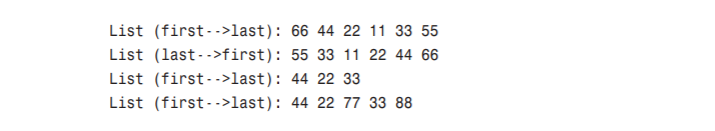 List (first-->last): 66 44 22 11 33 55
List (last-->first): 55 33 11 22 44 66
List (first-->last): 44 22 33
List (first-->last): 44 22 77 33 88